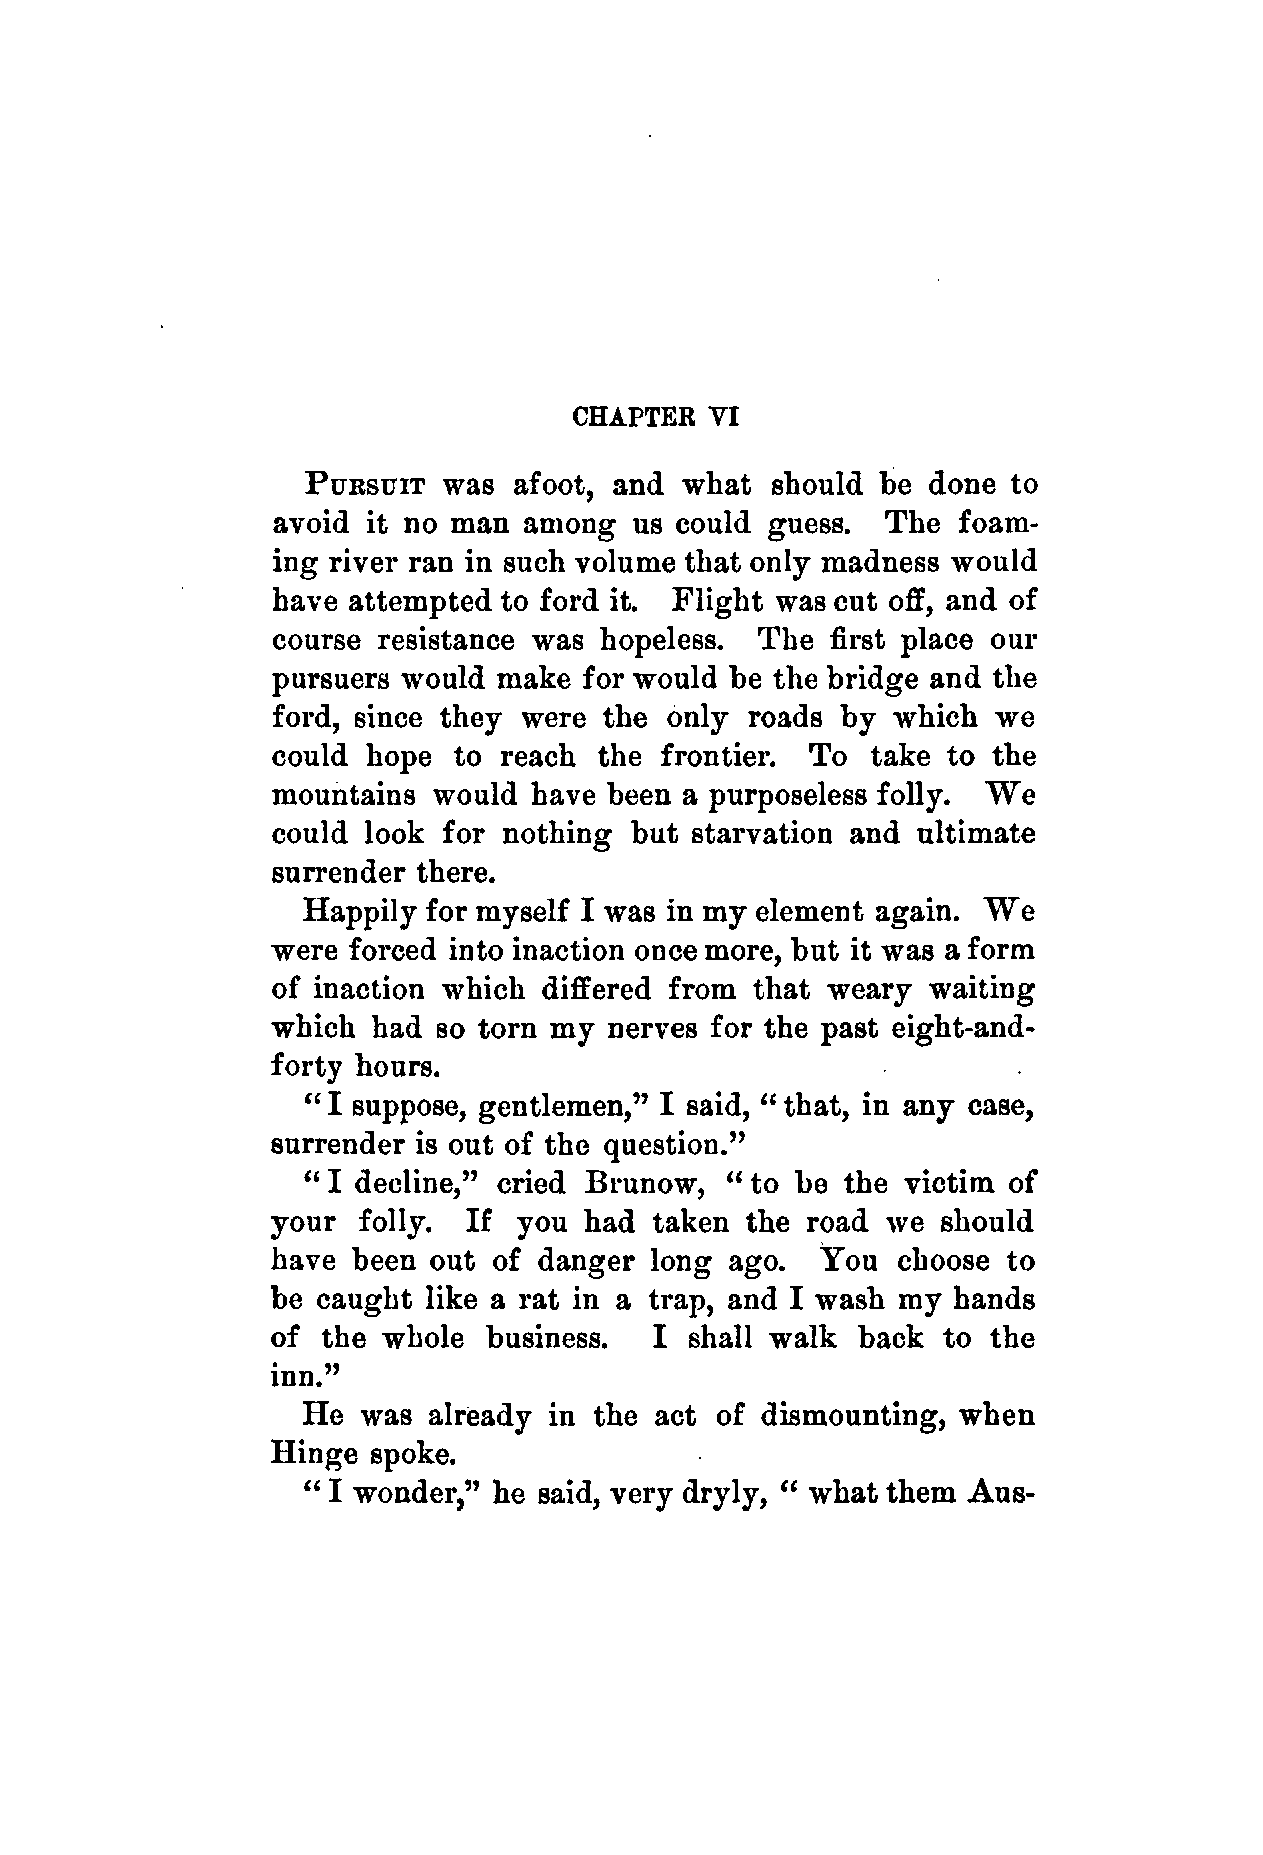 CHAPTER VI
Pursuit was afoot, and what should be done to
avoid it no man among us could guess. The foam-
ing river ran in such volume that only madness would
have attempted to ford it. Flight was cut off, and of
course resistance was hopeless. The first place our
pursuers would make for would be the bridge and the
ford, since they were the only roads by which we
could hope to reach the frontier. To take to the
mountains would have been a purposeless folly. We
could look for nothing but starvation and ultimate
surrender there.
Happily for myself I was in my element again. We
were forced into inaction once more, but it was a form
of inaction which differed from that weary waiting
which had so torn my nerves for the past eight-and-
forty hours.
“I suppose, gentlemen,” I said, “that, in any case,
surrender is out of the question.”
“I decline,” cried Brunow, “to be the victim of
your folly. If you had taken the road we should
have been out of danger long ago. You choose to
be caught like a rat in a trap, and I wash my hands
of the whole business. I shall walk back to the
inn.”
He was already in the act of dismounting, when
Hinge spoke.
“I wonder,” he said, very dryly, “what them Aus-